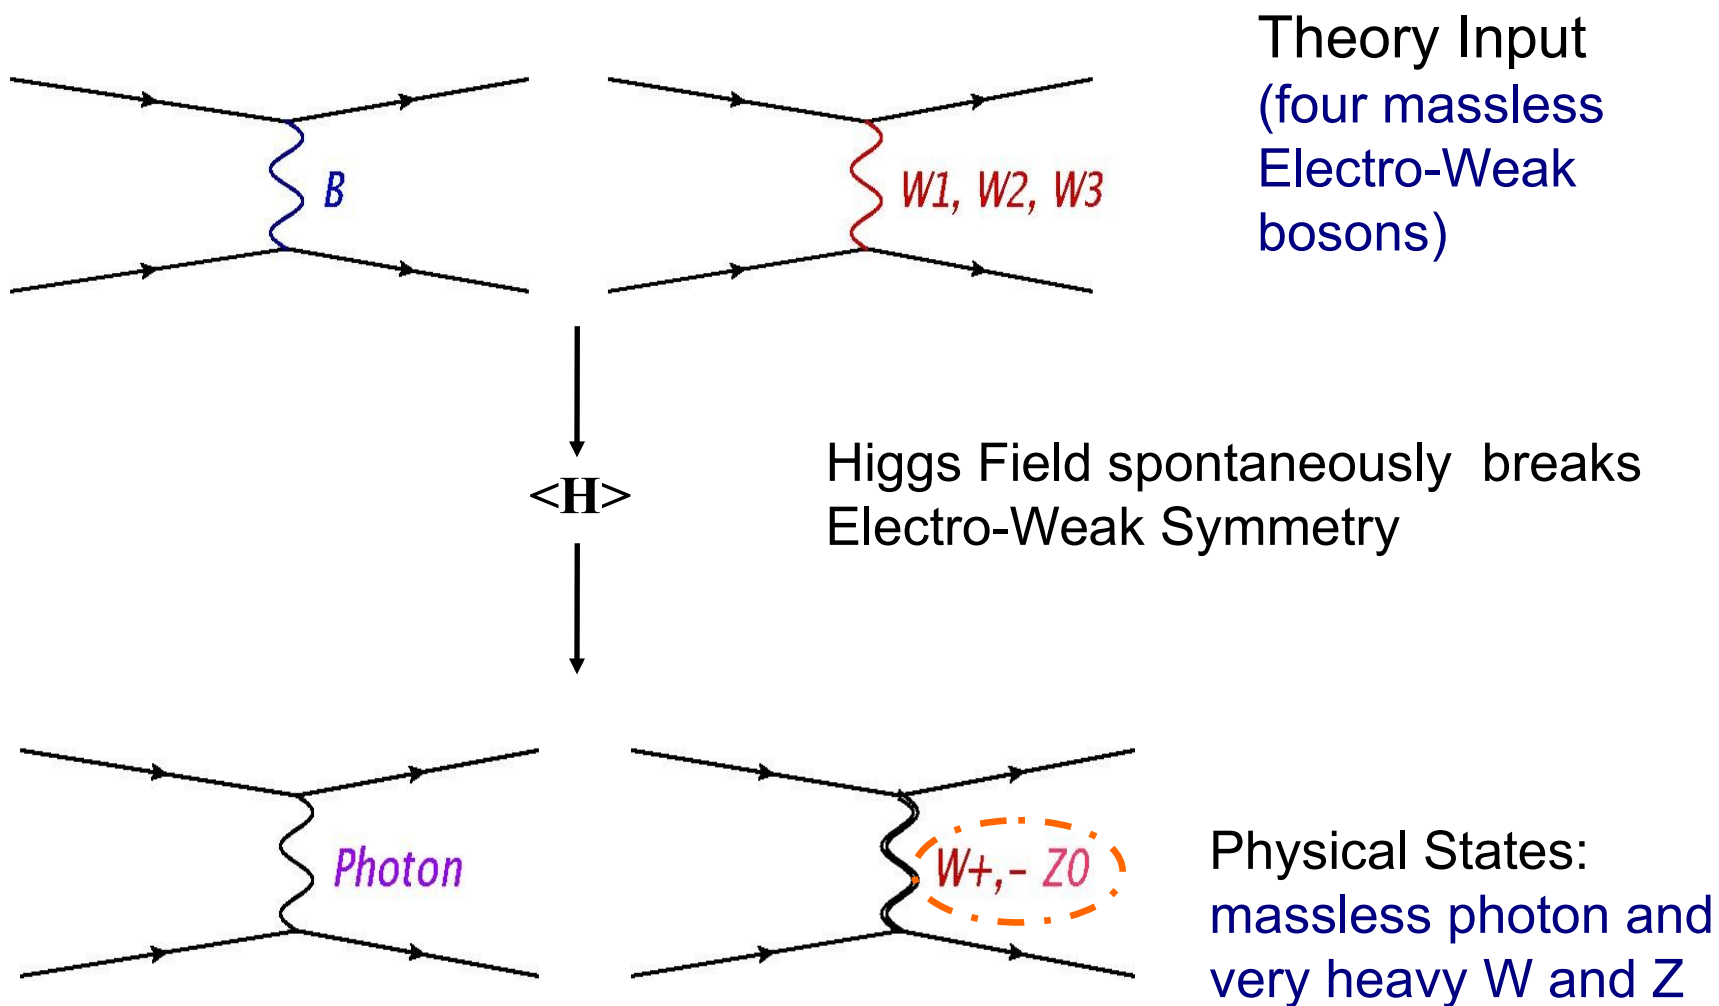 Theory Input
(four massless
Electro-Weak
bosons)
B
W1, W2, W3
<H>
Higgs Field spontaneously breaks
Electro-Weak Symmetry
Photon
W+,- Z0
Physical States:
massless photon and
very heavy W and Z